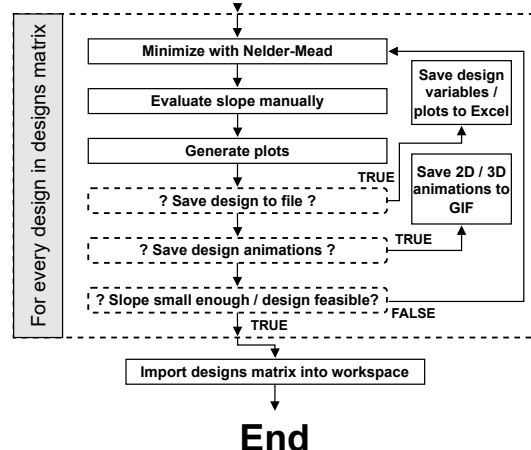 For every design in designs matrix
Minimize with Nelder-Mead
Evaluate slope manually
Generate plots
TRUE
Save design
variables /
plots to Excel
? Save design to file ?
Save 2D / 3D
animations to
GIF
? Save design animations ?
TRUE
? Slope small enough / design feasible?
FALSE
TRUE
Import designs matrix into workspace
End